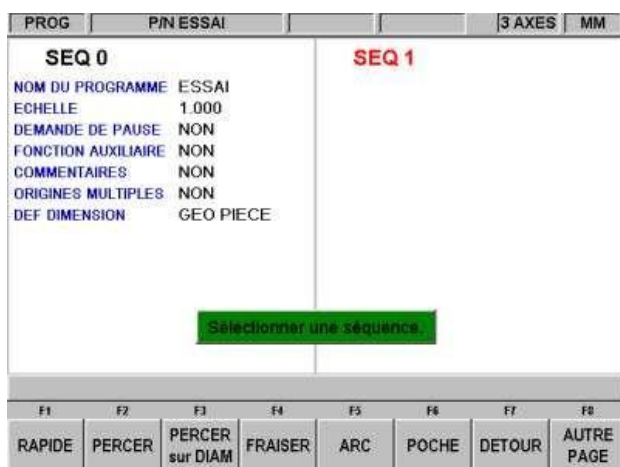 PROG P/N ESSAI 3 AXES MM
SEQ 0
NOM DU PROGRAMME ESSAI
ECHELLE 1.000
DEMANDE DE PAUSE NON
FONCTION AUXILIAIRE NON
COMMENTAIRES NON
ORIGINES MULTIPLES NON
DEF DIMENSION GEO PIECE
SEQ 1
Sélectionner une séquence.
F1 F2 F3 F4 F5 F6 F7 F8
RAPIDE PERCER PERCER sur DIAM FRAISER ARC POCHE DETOUR AUTRE PAGE